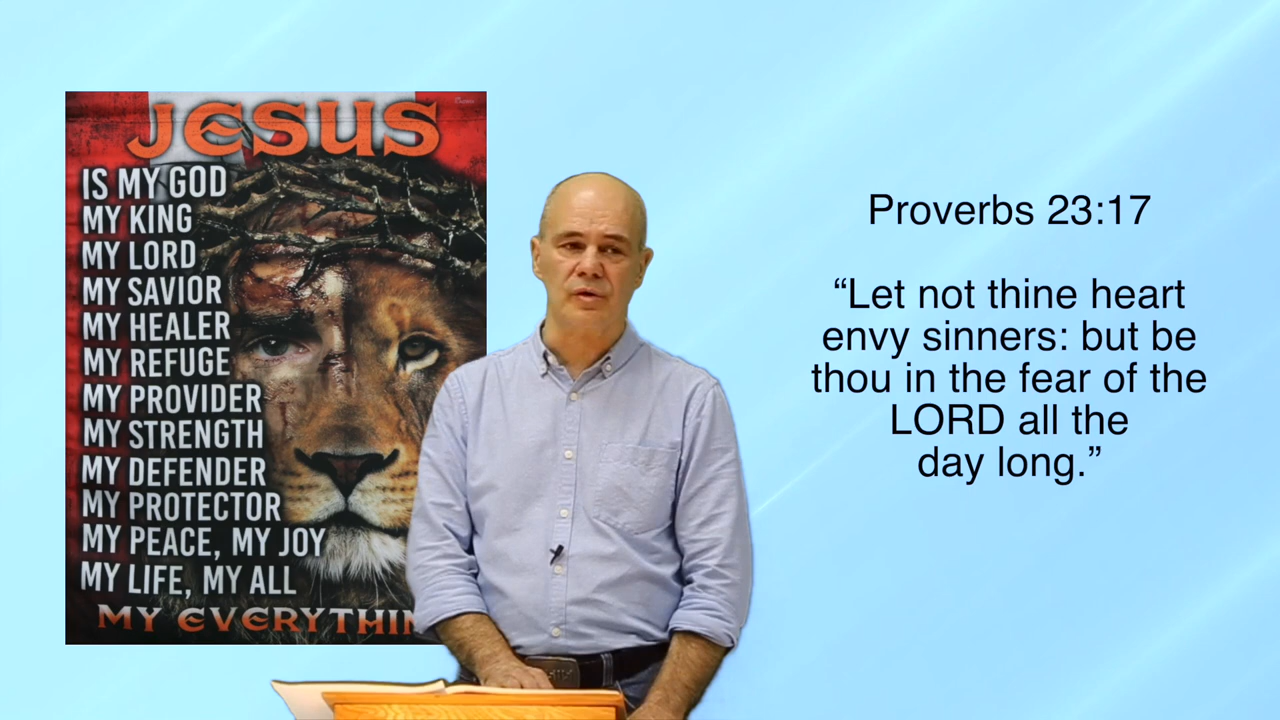 JESUS
IS MY GOD
MY KING
MY LORD
MY SAVIOR
MY HEALER
MY REFUGE
MY PROVIDER
MY STRENGTH
MY DEFENDER
MY PROTECTOR
MY PEACE, MY JOY
MY LIFE, MY ALL
MY EVERYTHIN
Proverbs 23:17
“Let not thine heart
envy sinners: but be
thou in the fear of the
LORD all the
day long.”